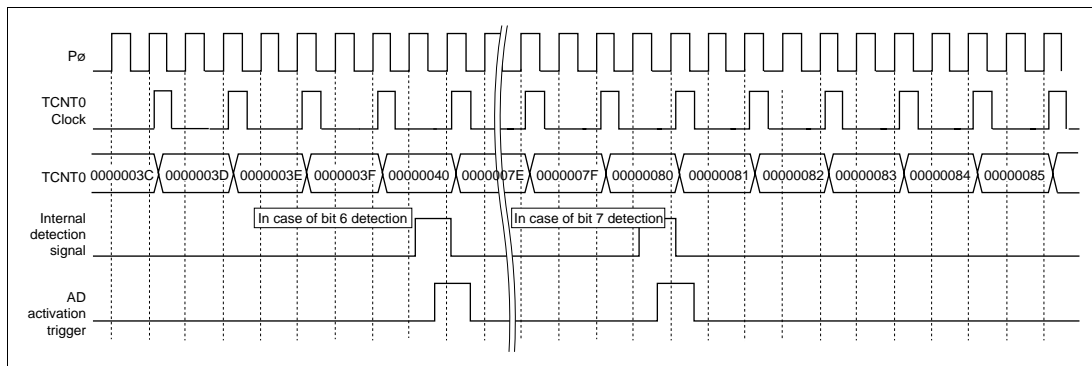 Pø
TCNT0
Clock
TCNT0 0000003C 0000003D 0000003E 0000003F 00000040 0000007E 0000007F 00000080 00000081 00000082 00000083 00000084 00000085
Internal
detection
signal
In case of bit 6 detection In case of bit 7 detection
AD
activation
trigger